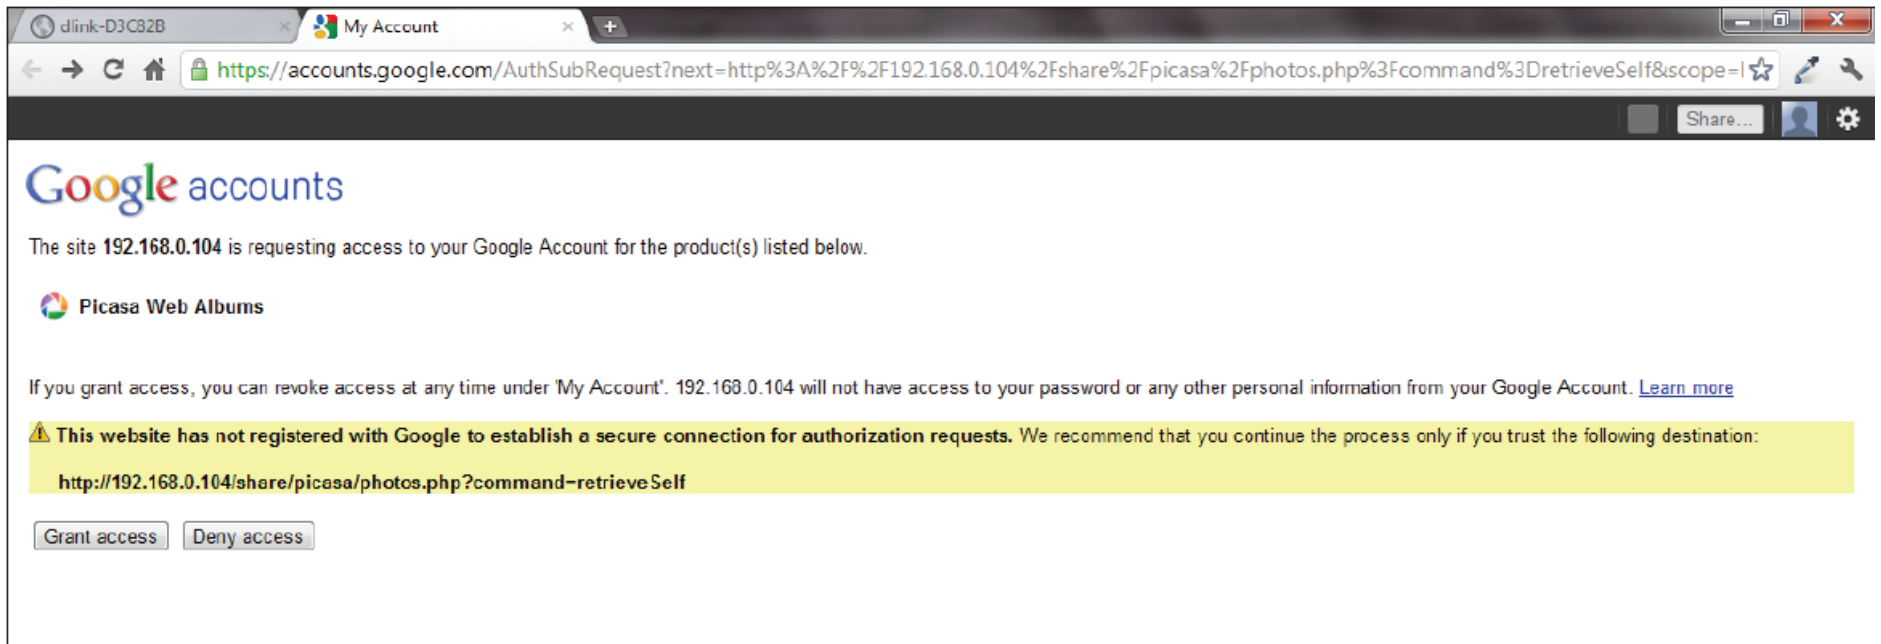 dlink-D3C82B
My Account
https://accounts.google.com/AuthSubRequest?next=http%3A%2F%2F192.168.0.104%2Fshare%2Fpicasa%2Fphotos.php%3Fcommand%3DretrieveSelf&scope=
Share...
Google accounts
The site 192.168.0.104 is requesting access to your Google Account for the product(s) listed below.
Picasa Web Albums
If you grant access, you can revoke access at any time under 'My Account'. 192.168.0.104 will not have access to your password or any other personal information from your Google Account. Learn more
This website has not registered with Google to establish a secure connection for authorization requests. We recommend that you continue the process only if you trust the following destination:
http://192.168.0.104/share/picasa/photos.php?command=retrieveSelf
Grant access Deny access